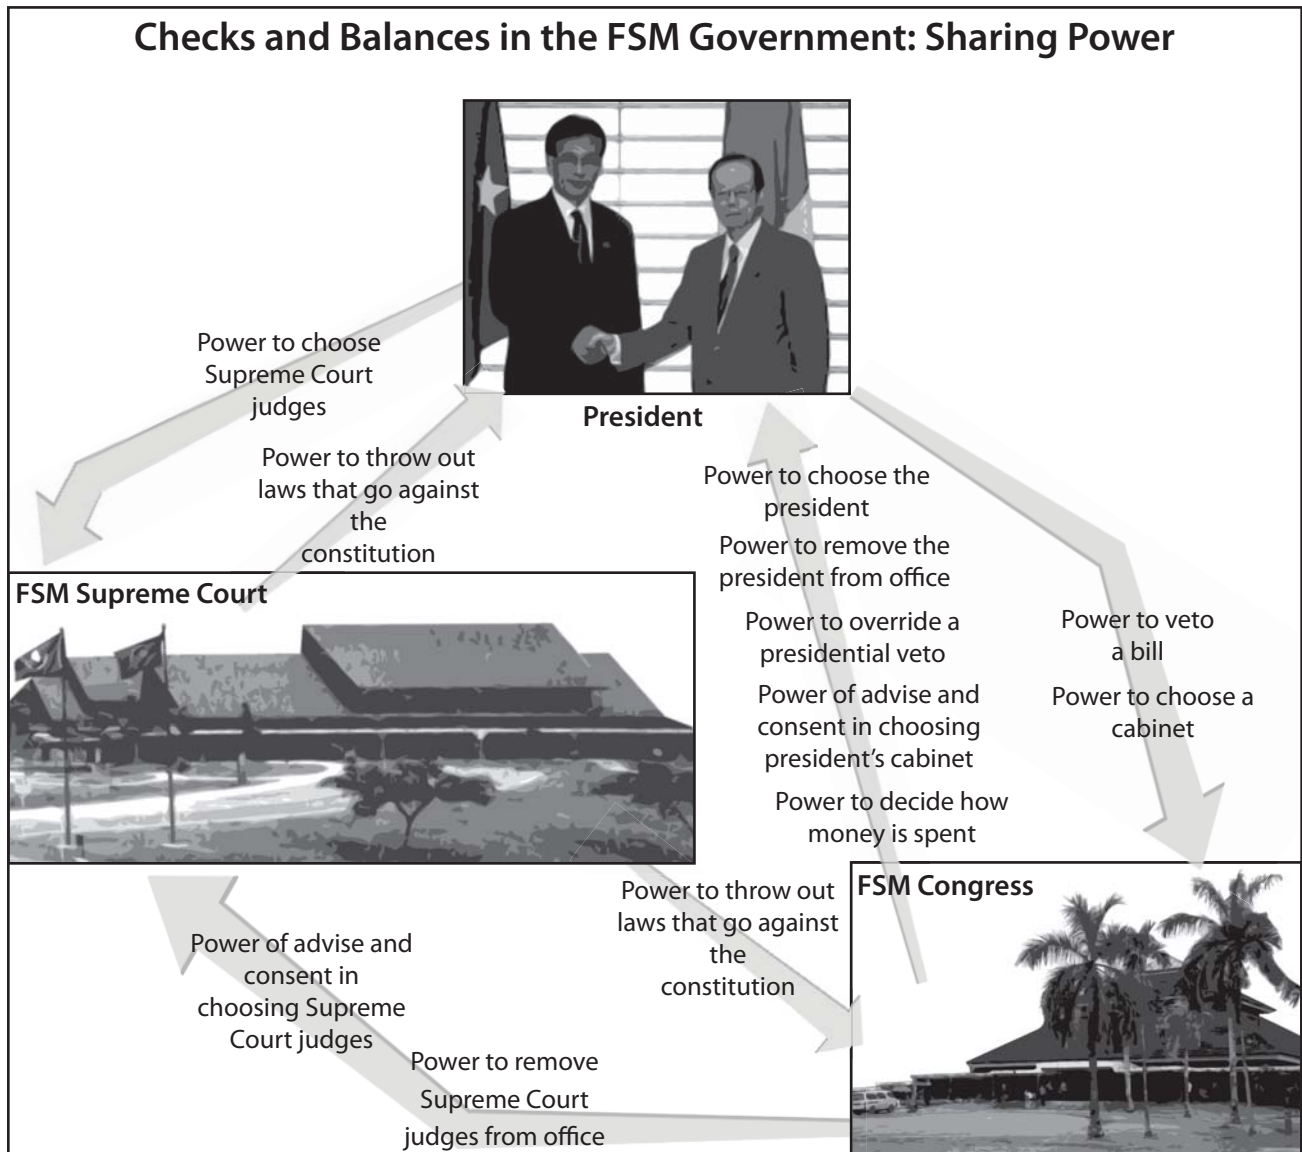 Checks and Balances in the FSM Government: Sharing Power
President
Power to choose
Supreme Court
judges
Power to throw out
laws that go against
the
constitution
Power to choose the
president
Power to remove the
president from office
Power to override a
presidential veto
Power of advise and
consent in choosing
president's cabinet
Power to decide how
money is spent
Power to veto
a bill
Power to choose a
cabinet
FSM Supreme Court
Power to throw out
laws that go against
the
constitution
FSM Congress
Power of advise and
consent in
choosing Supreme
Court judges
Power to remove
Supreme Court
judges from office